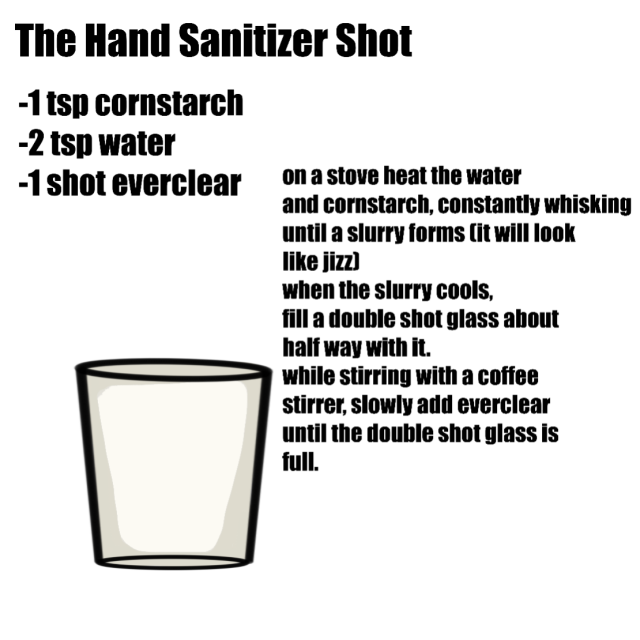 The Hand Sanitizer Shot
-1 tsp cornstarch
-2 tsp water
-1 shot everclear
on a stove heat the water
and cornstarch, constantly whisking
until a slurry forms (it will look
like jizz)
when the slurry cools,
fill a double shot glass about
half way with it.
while stirring with a coffee
stirrer, slowly add everclear
until the double shot glass is
full.